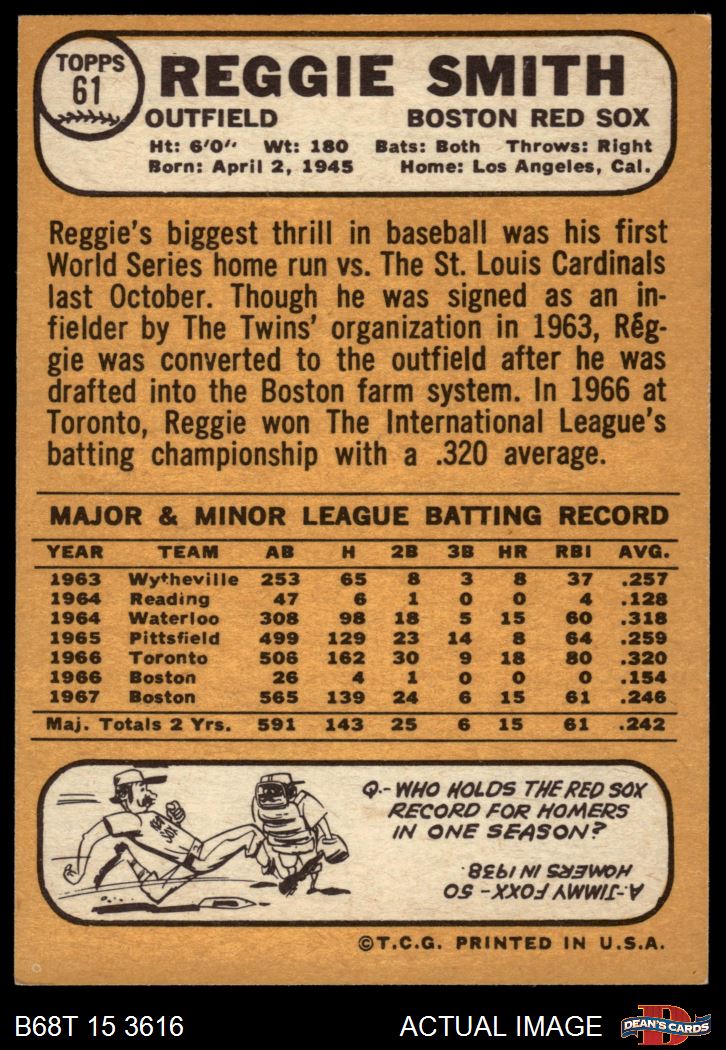 TOPPS
61
REGGIE SMITH
OUTFIELD BOSTON RED SOX
Ht: 6'0" Wt: 180 Bats: Both Throws: Right
Born: April 2, 1945 Home: Los Angeles, Cal.
Reggie's biggest thrill in baseball was his first
World Series home run vs. The St. Louis Cardinals
last October. Though he was signed as an in-
fielder by The Twins' organization in 1963, Rég-
gie was converted to the outfield after he was
drafted into the Boston farm system. In 1966 at
Toronto, Reggie won The International League's
batting championship with a .320 average.
MAJOR & MINOR LEAGUE BATTING RECORD
YEAR TEAM AB H 2B 3B HR RBI AVG.
1963 Wytheville 253 65 8 3 8 37 .257
1964 Reading 47 6 1 0 0 4 .128
1964 Waterloo 308 98 18 5 15 60 .318
1965 Pittsfield 499 129 23 14 8 64 .259
1966 Toronto 506 162 30 9 18 80 .320
1966 Boston 26 4 1 0 0 0 .154
1967 Boston 565 139 24 6 15 61 .246
Maj. Totals 2 Yrs. 591 143 25 6 15 61 .242
Q-WHO HOLDS THE RED SOX
RECORD FOR HOMERS
IN ONE SEASON?
A-JIMMY FOXX - 50
HOMERS IN 1938.
©T.C.G. PRINTED IN U.S.A.
B68T 15 3616 ACTUAL IMAGE
D
DEAN'S CARDS